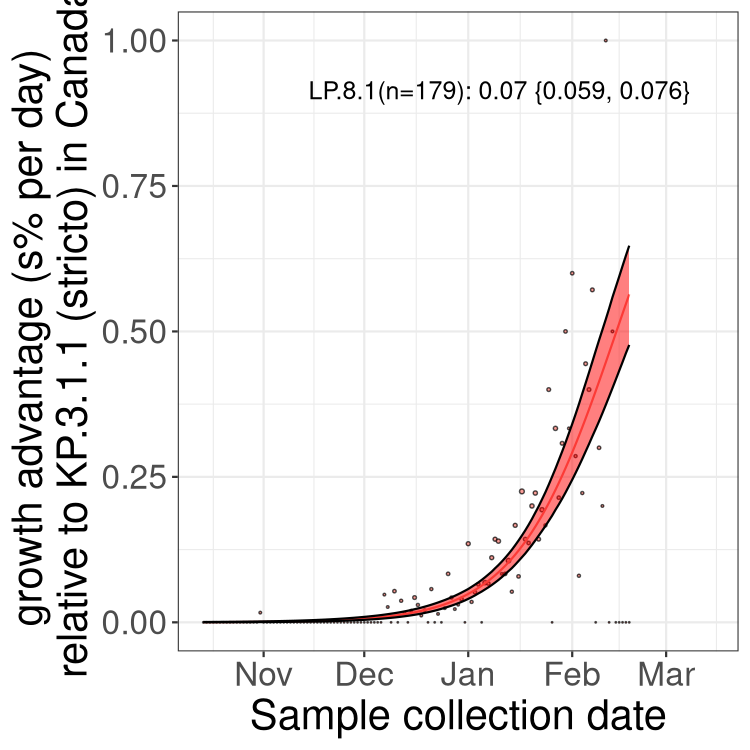 growth advantage (s% per day)
relative to KP.3.1.1 (stricto) in Canada
1.00
0.75
0.50
0.25
0.00
LP.8.1(n=179): 0.07 {0.059, 0.076}
Nov Dec Jan Feb Mar
Sample collection date